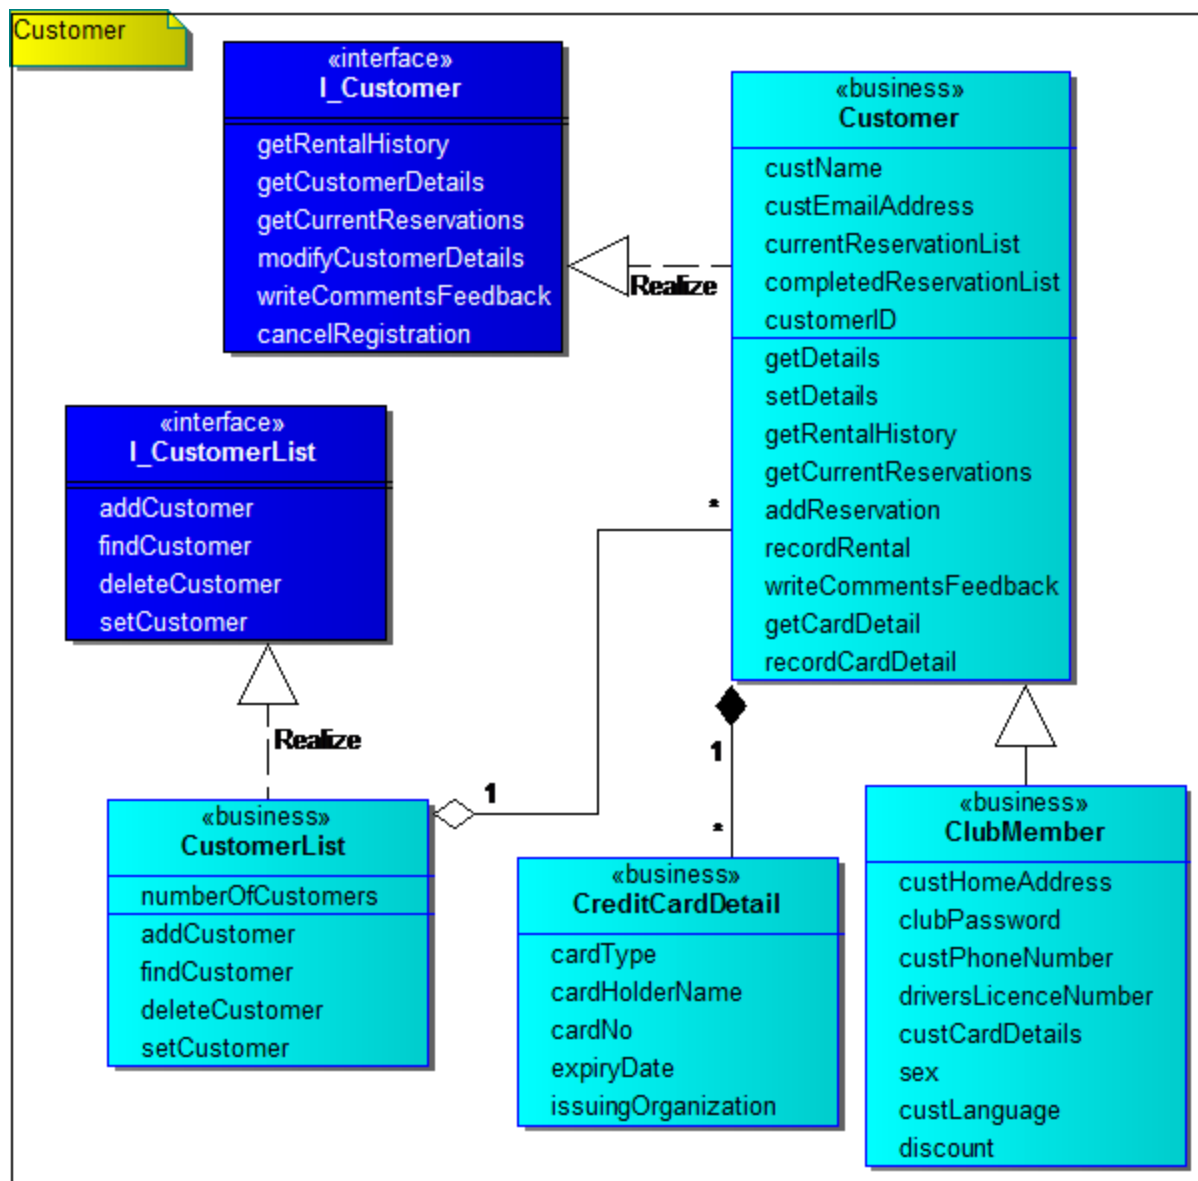 Customer
«interface»
I_Customer
getRentalHistory
getCustomerDetails
getCurrentReservations
modifyCustomerDetails
writeCommentsFeedback
cancelRegistration
Realize
«business»
Customer
custName
custEmailAddress
currentReservationList
completedReservationList
customerID
getDetails
setDetails
getRentalHistory
getCurrentReservations
addReservation
recordRental
writeCommentsFeedback
getCardDetail
recordCardDetail
«interface»
I_CustomerList
addCustomer
findCustomer
deleteCustomer
setCustomer
Realize
*
1
1
*
«business»
CustomerList
numberOfCustomers
addCustomer
findCustomer
deleteCustomer
setCustomer
«business»
CreditCardDetail
cardType
cardHolderName
cardNo
expiryDate
issuingOrganization
«business»
ClubMember
custHomeAddress
clubPassword
custPhoneNumber
driversLicenceNumber
custCardDetails
sex
custLanguage
discount